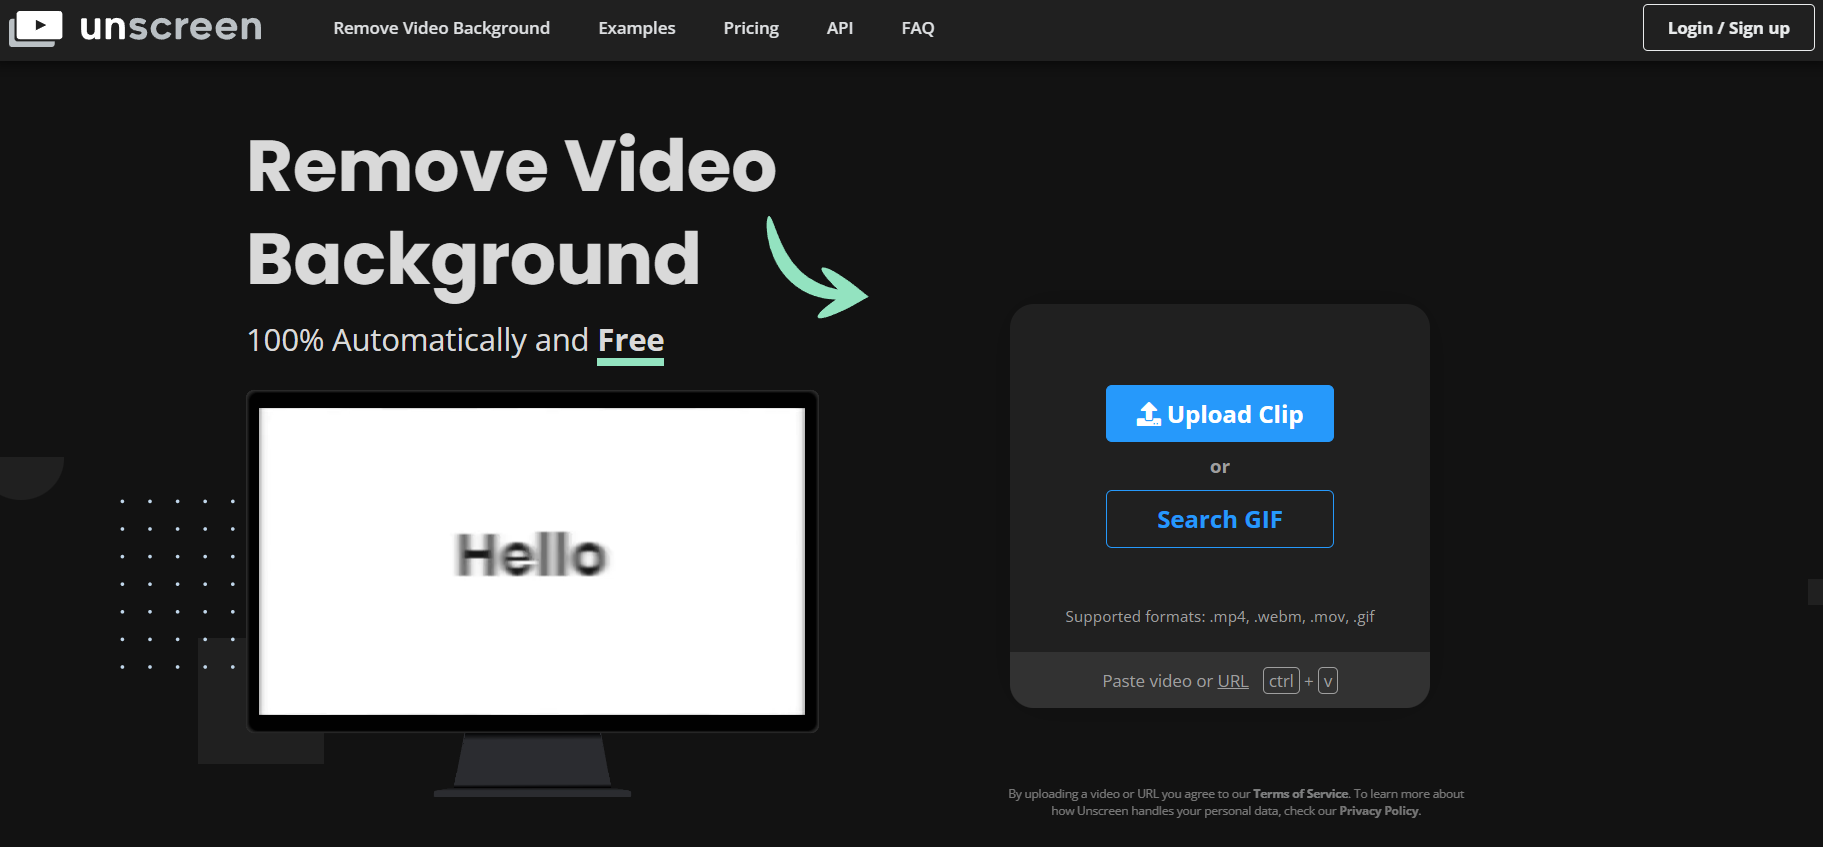 unscreen
Remove Video Background
Examples
Pricing
API
FAQ
Login / Sign up
Remove Video
Background
100% Automatically and Free
Hello
Upload Clip
or
Search GIF
Supported formats: .mp4, .webm, .mov, .gif
Paste video or URL ctrl + v
By uploading a video or URL you agree to our Terms of Service. To learn more about
how Unscreen handles your personal data, check our Privacy Policy.